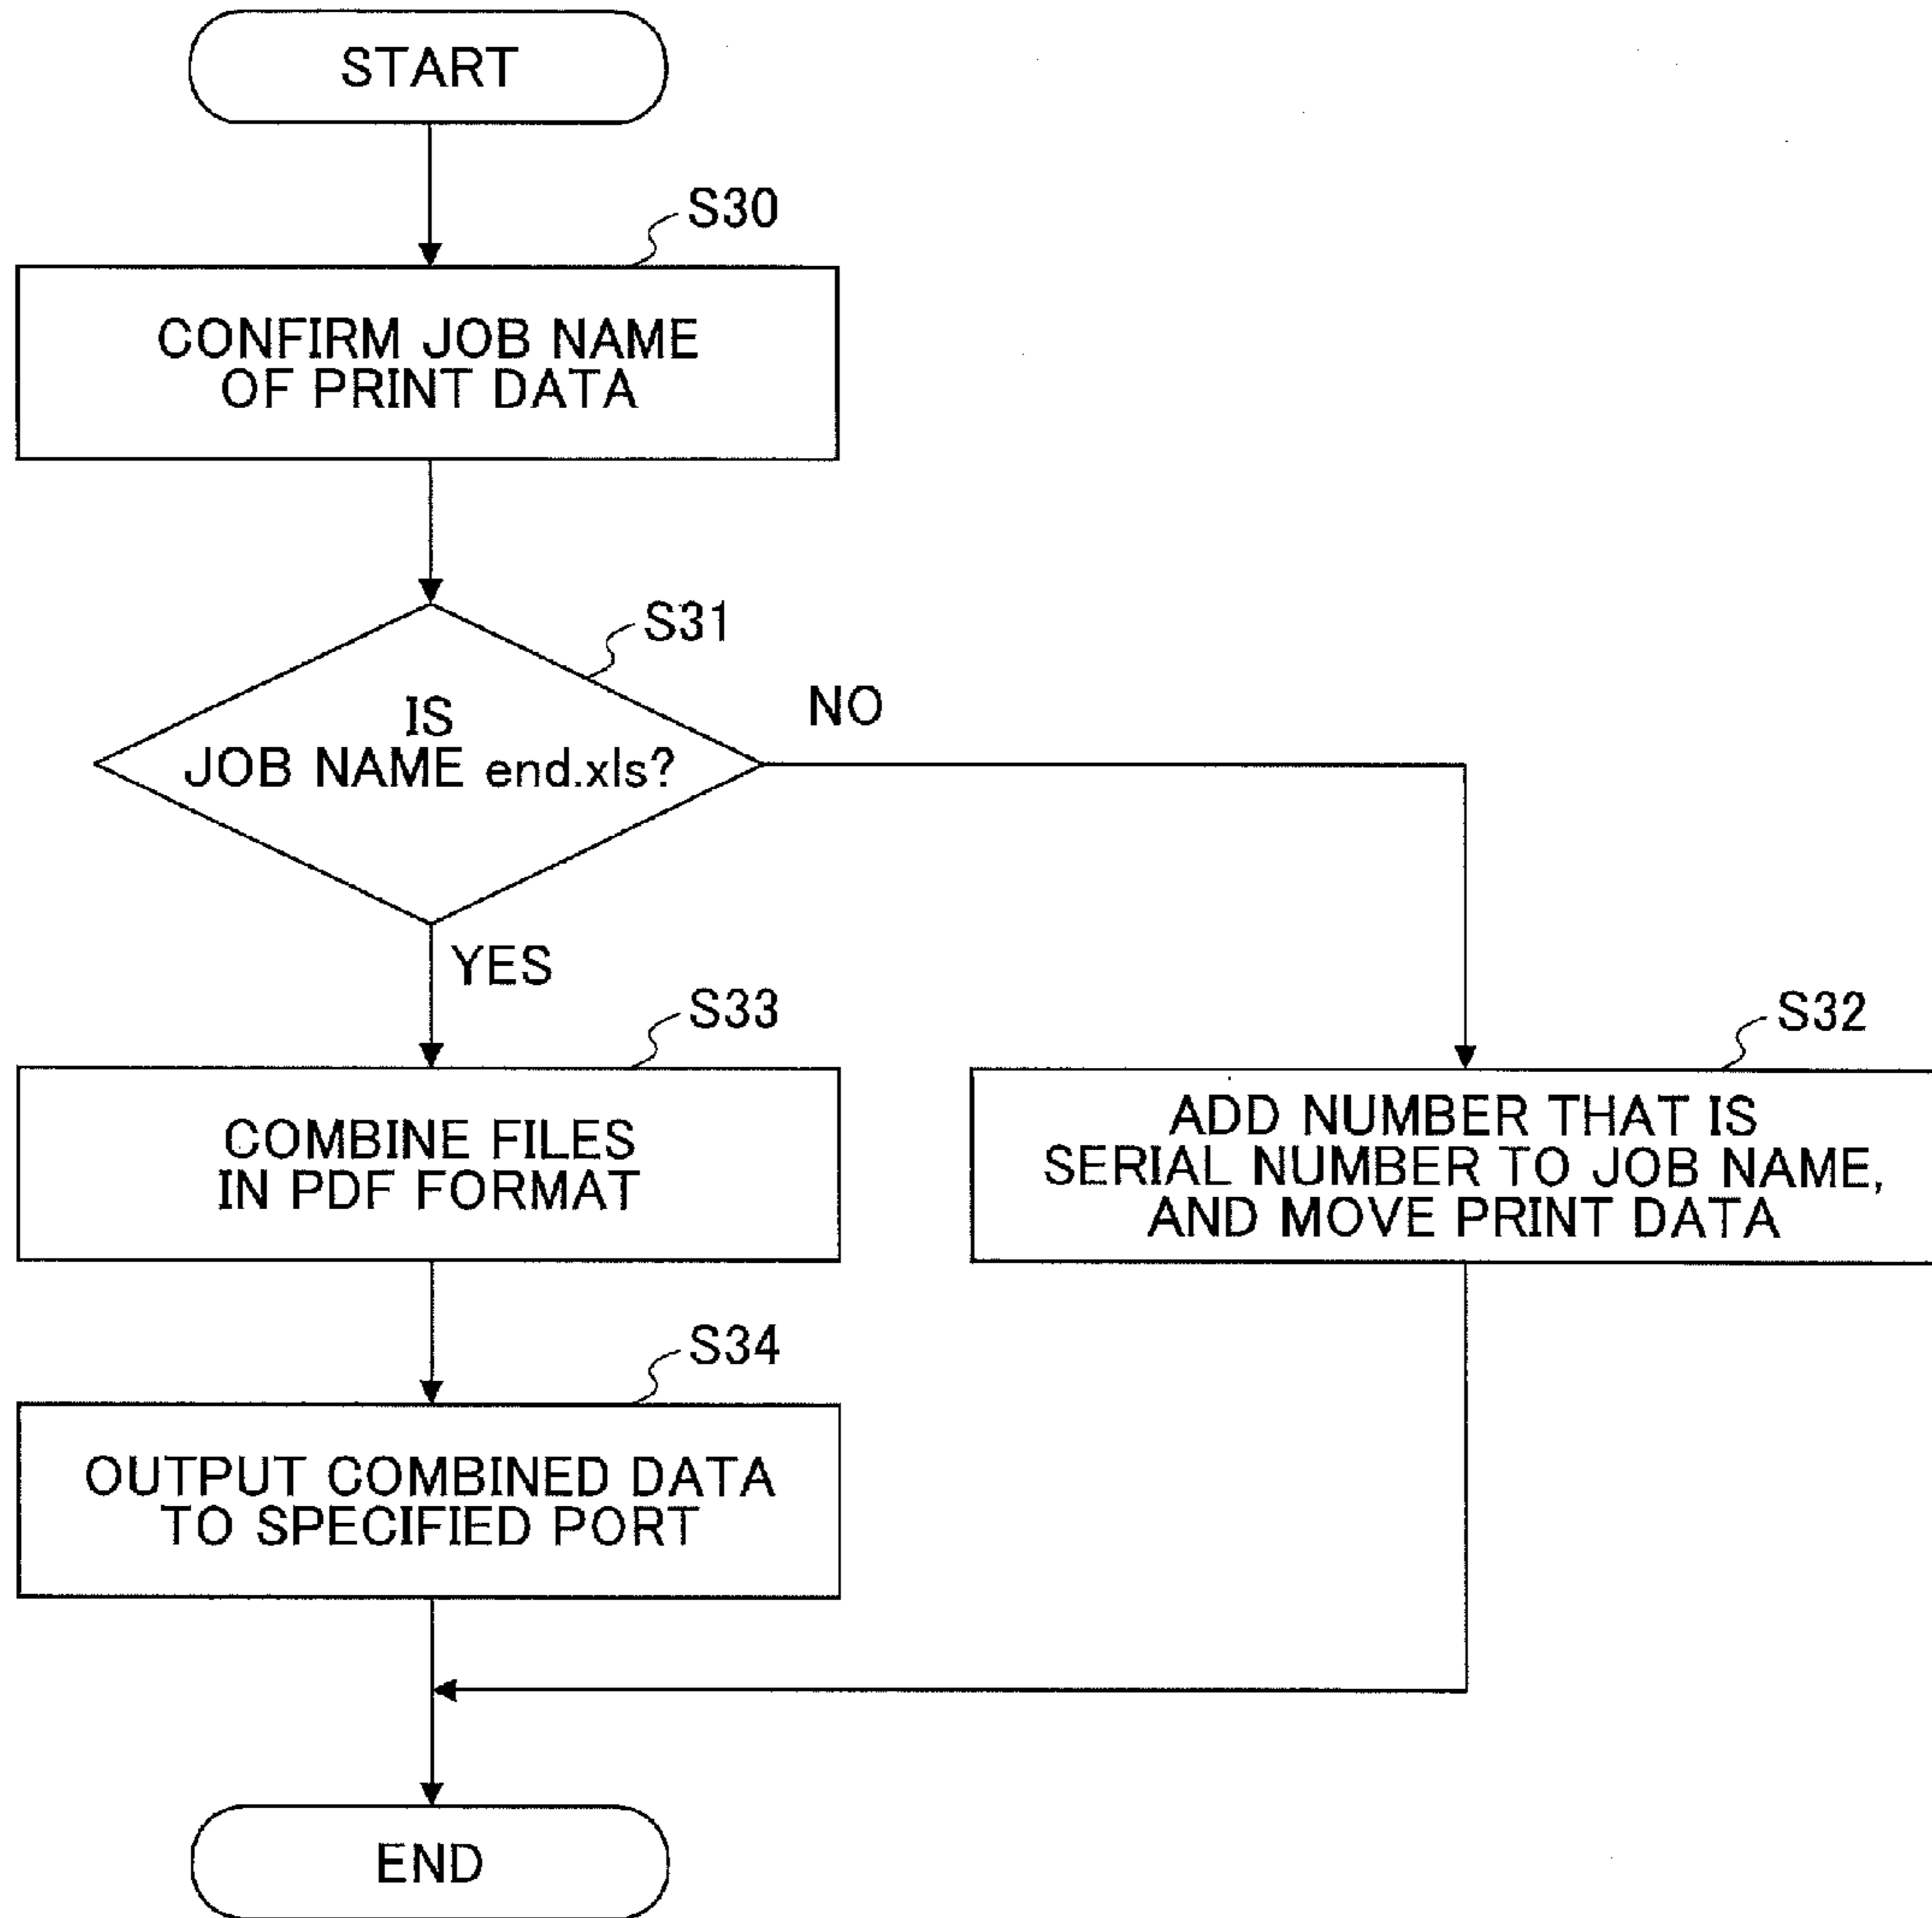 START
S30
CONFIRM JOB NAME
OF PRINT DATA
S31
IS
JOB NAME end.xls?
NO
YES
S33
COMBINE FILES
IN PDF FORMAT
S32
ADD NUMBER THAT IS
SERIAL NUMBER TO JOB NAME,
AND MOVE PRINT DATA
S34
OUTPUT COMBINED DATA
TO SPECIFIED PORT
END